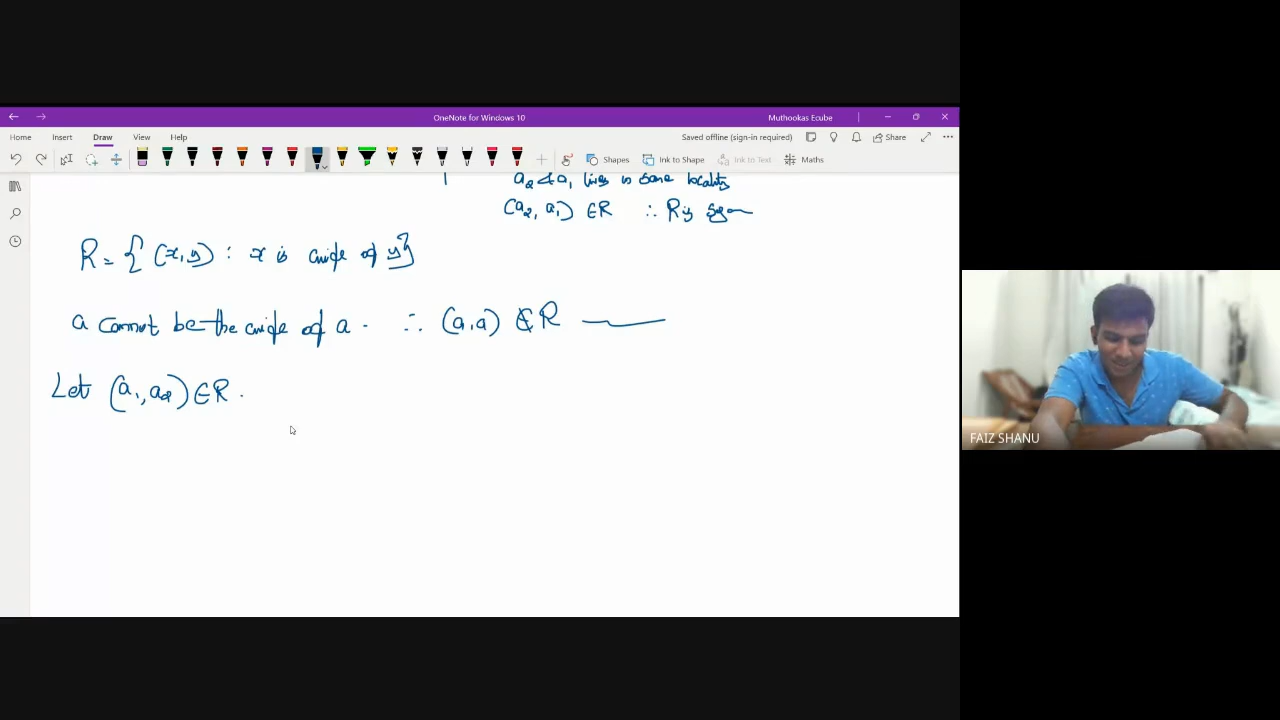 OneNote for Windows 10
Muthookas Ecube
Home Insert Draw View Help
Saved offline (sign-in required)
Share
Shapes
Ink to Shape
Ink to Text
Maths
a₂ & a₁ lives in same locality
(a₂, a₁) ∈R ∴ R is sym
R = { (x,y) : x is wife of y}
a cannot be the wife of a . ∴ (a,a) ∉ R
Let (a₁, a₂) ∈R .
FAIZ SHANU